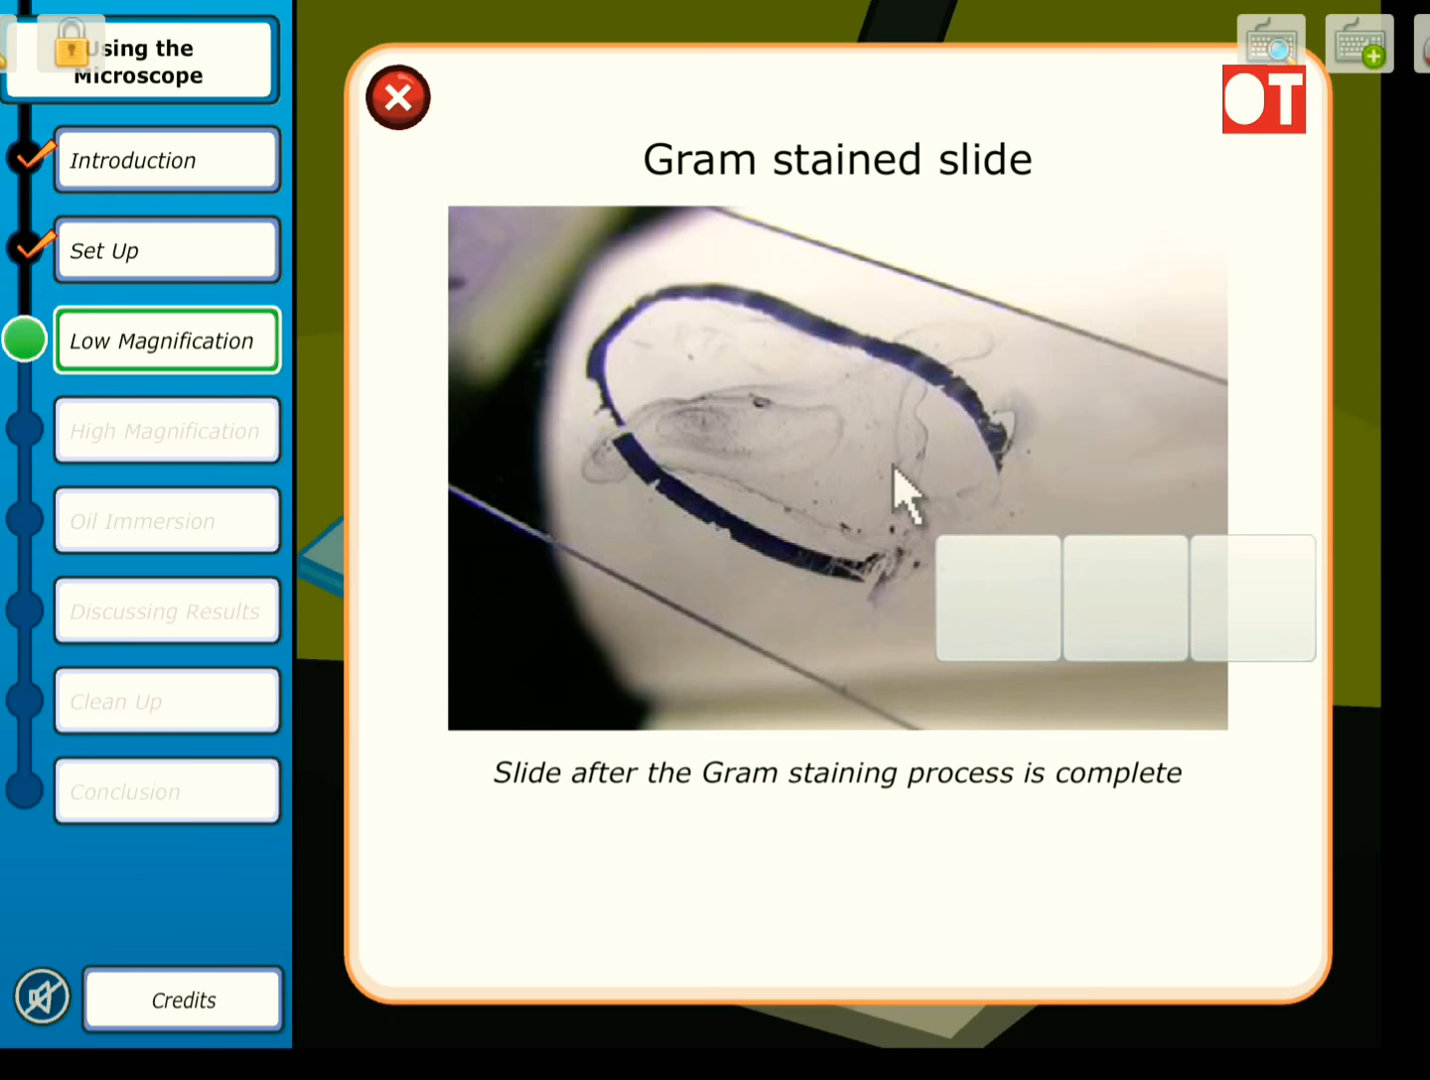 Using the
Microscope
Introduction
Set Up
Low Magnification
High Magnification
Oil Immersion
Discussing Results
Clean Up
Conclusion
Credits
OT
Gram stained slide
Slide after the Gram staining process is complete